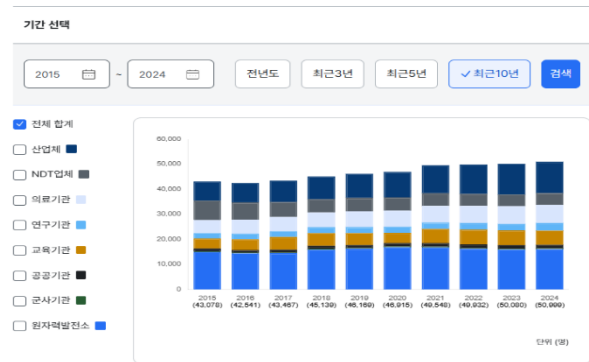 기간 선택
2015 ~ 2024 전년도 최근3년 최근5년 최근10년 검색
전체 합계
산업체
NDT업체
의료기관
연구기관
교육기관
공공기관
군사기관
원자력발전소
60,000
50,000
40,000
30,000
20,000
10,000
0
2015 2016 2017 2018 2019 2020 2021 2022 2023 2024
(43,078) (42,541) (43,467) (45,139) (46,169) (46,915) (49,548) (49,932) (50,080) (50,999)
단위 (명)